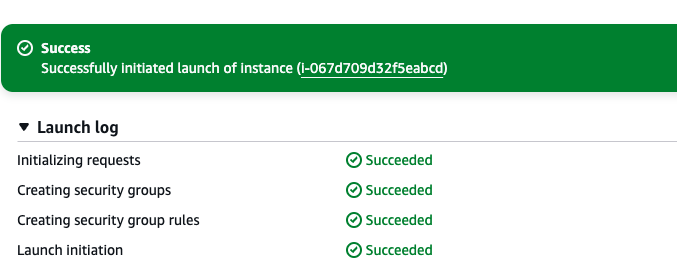 Success
Successfully initiated launch of instance (i-067d709d32f5eabcd)
Launch log
Initializing requests Succeeded
Creating security groups Succeeded
Creating security group rules Succeeded
Launch initiation Succeeded